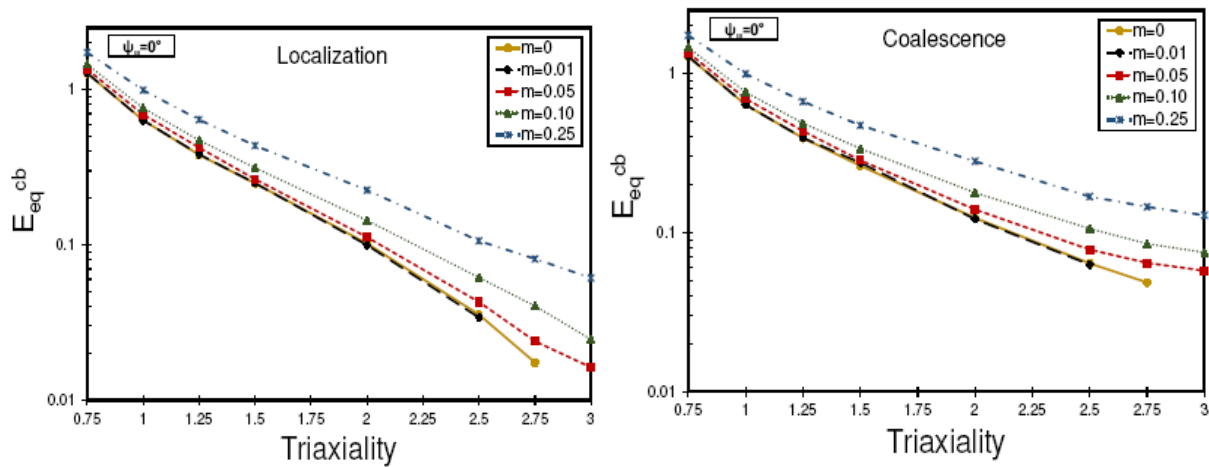 ψ₀=0°
Localization
m=0
m=0.01
m=0.05
m=0.10
m=0.25
1
0.1
0.01
E_eq^cb
0.75 1 1.25 1.5 1.75 2 2.25 2.5 2.75 3
Triaxiality
ψ₀=0°
Coalescence
m=0
m=0.01
m=0.05
m=0.10
m=0.25
1
0.1
0.01
E_eq^cb
0.75 1 1.25 1.5 1.75 2 2.25 2.5 2.75 3
Triaxiality